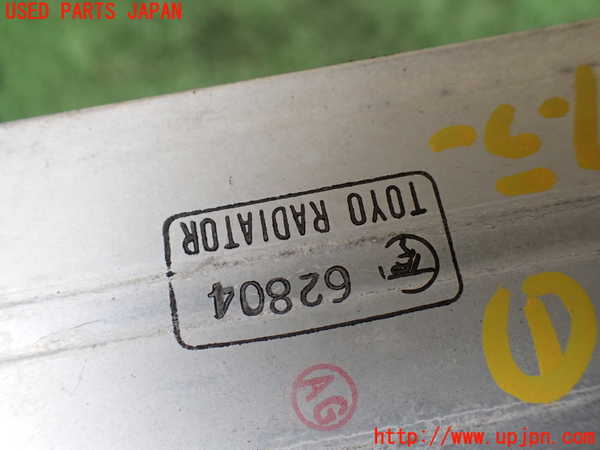 USED PARTS JAPAN
TOYO RADIATOR
62804
AG
http://www.upjpn.com/